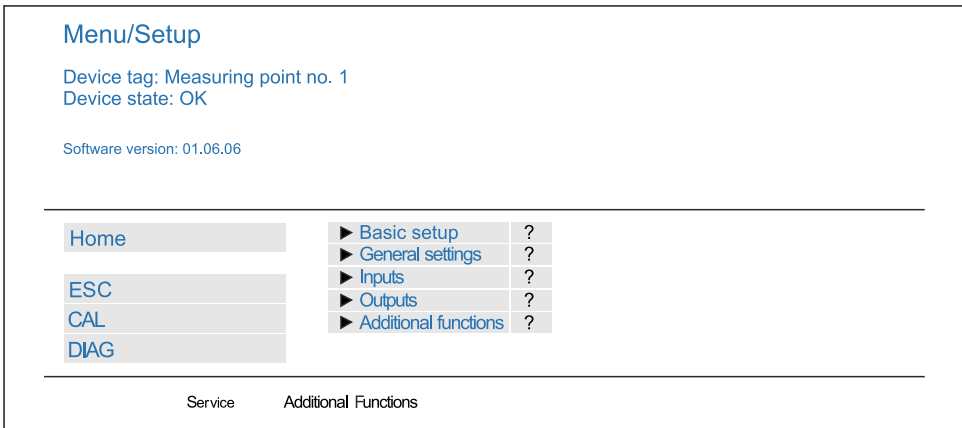 Menu/Setup
Device tag: Measuring point no. 1
Device state: OK
Software version: 01.06.06
Home
ESC
CAL
DIAG
► Basic setup ?
► General settings ?
► Inputs ?
► Outputs ?
► Additional functions ?
Service Additional Functions